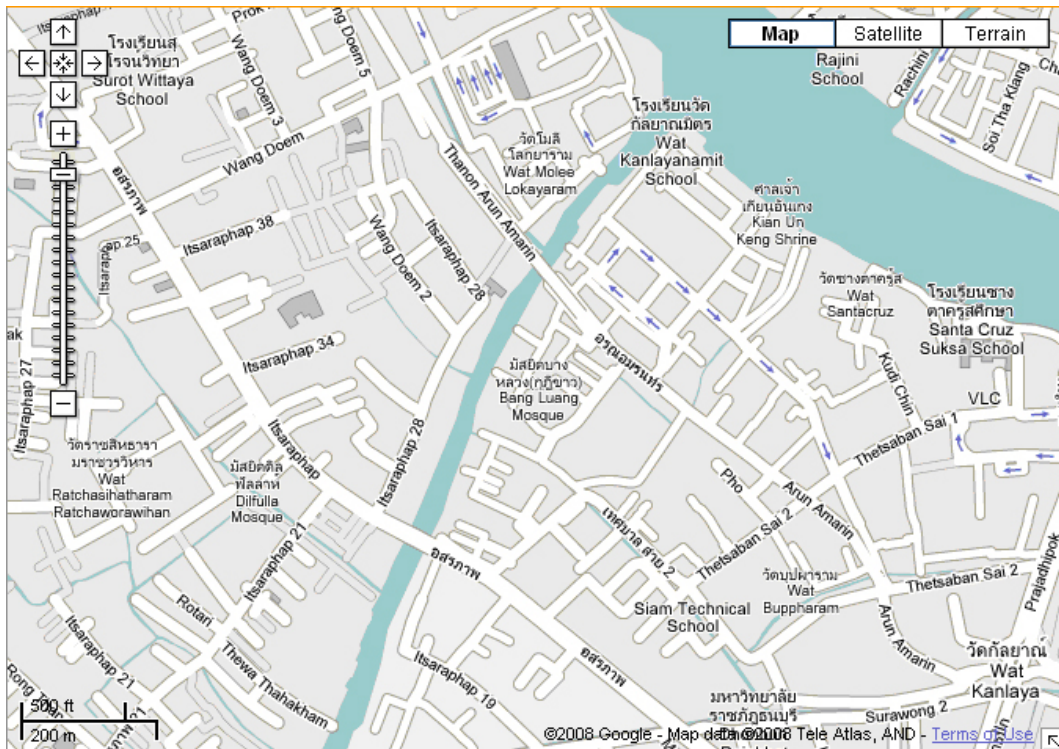 Map
Satellite
Terrain
โรงเรียนสุ
โรจนวิทยา
Surot Wittaya
School
Wang Doem 3
Wang Doem 5
Wang Doem
อิสรภาพ
Itsaraphap 38
Itsaraphap 25
Wang Doem 2
Itsaraphap 28
Thanon Arun Amarin
วัดโมลี
โลกยาราม
Wat Molee
Lokayaram
โรงเรียนวัด
กัลยาณมิตร
Wat
Kanlayanamit
School
Rajini
School
Rachini
Soi Tha Klang
ศาลเจ้า
เกียนอันเกง
Kian Un
Keng Shrine
วัดซางตาครู้ส
Wat
Santacruz
โรงเรียนซาง
ตาครู้สศึกษา
Santa Cruz
Suksa School
VLC
Kudi Chin
Thetsaban Sai 1
Itsaraphap 34
Itsaraphap 27
อรุณอมรินทร์
มัสยิดบาง
หลวง(กุฎีขาว)
Bang Luang
Mosque
วัดราชสิทธารา
มราชวรวิหาร
Wat
Ratchasihatharam
Ratchaworawihan
Itsaraphap
มัสยิดดิล
ฟัลลาห์
Dilfulla
Mosque
Itsaraphap 28
Itsaraphap 21
อิสรภาพ
เทศบาล สาย 2
Pho
Arun Amarin
Thetsaban Sai 2
วัดบุปผาราม
Wat
Buppharam
Thetsaban Sai 2
Prajadhipok
Siam Technical
School
Arun Amarin
Rotari
Thewa Thahakham
Itsaraphap 21
Itsaraphap 19
อิสรภาพ
วัดกัลยาณ์
Wat
Kanlaya
มหาวิทยาลัย
ราชภัฏธนบุรี
Surawong 2
500 ft
200 m
©2008 Google - Map data ©2008 Tele Atlas, AND - Terms of Use